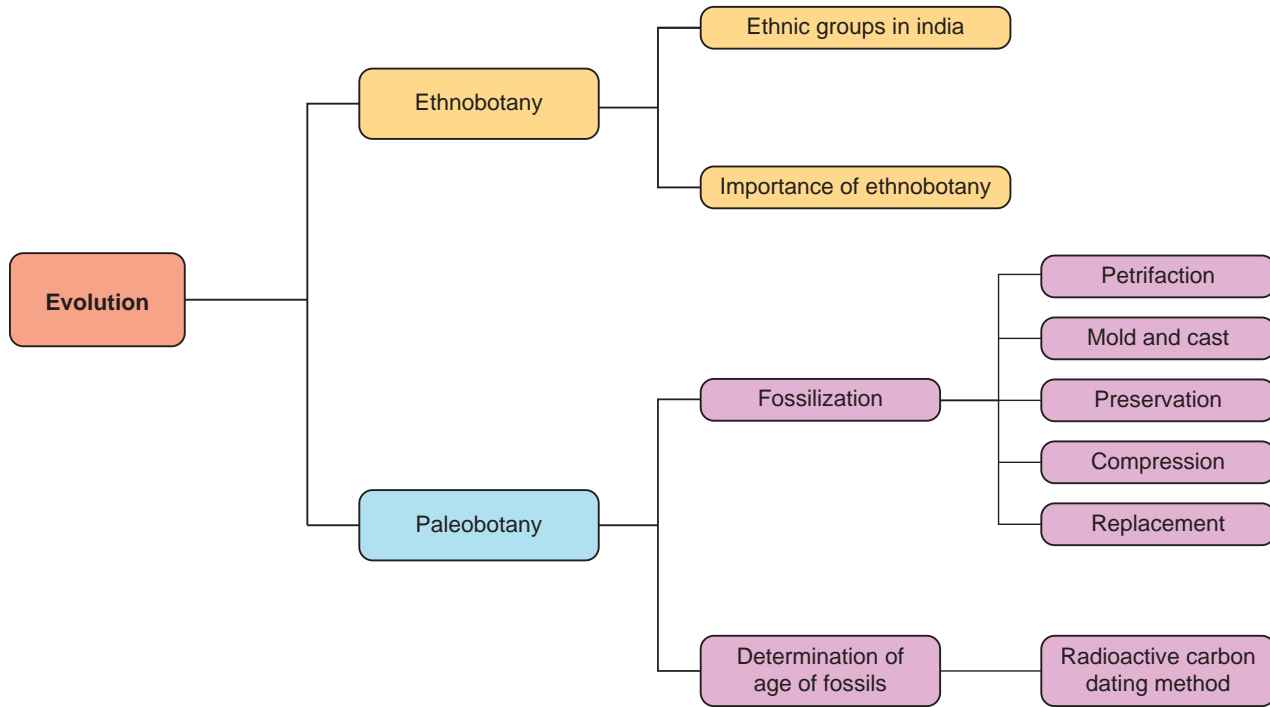 Evolution
Ethnobotany
Ethnic groups in india
Importance of ethnobotany
Paleobotany
Fossilization
Petrifaction
Mold and cast
Preservation
Compression
Replacement
Determination of
age of fossils
Radioactive carbon
dating method